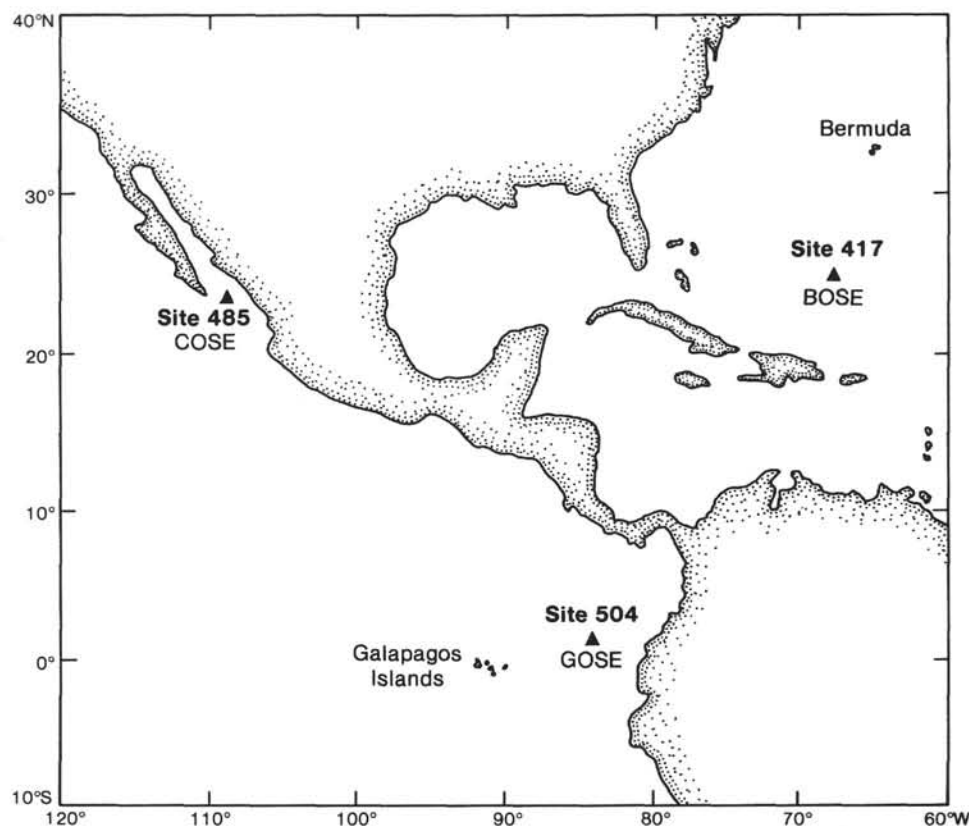 40°N
Bermuda
30°
Site 417
BOSE
Site 485
COSE
20°
10°
Site 504
GOSE
Galapagos
Islands
0°
10°S
120° 110° 100° 90° 80° 70° 60°W